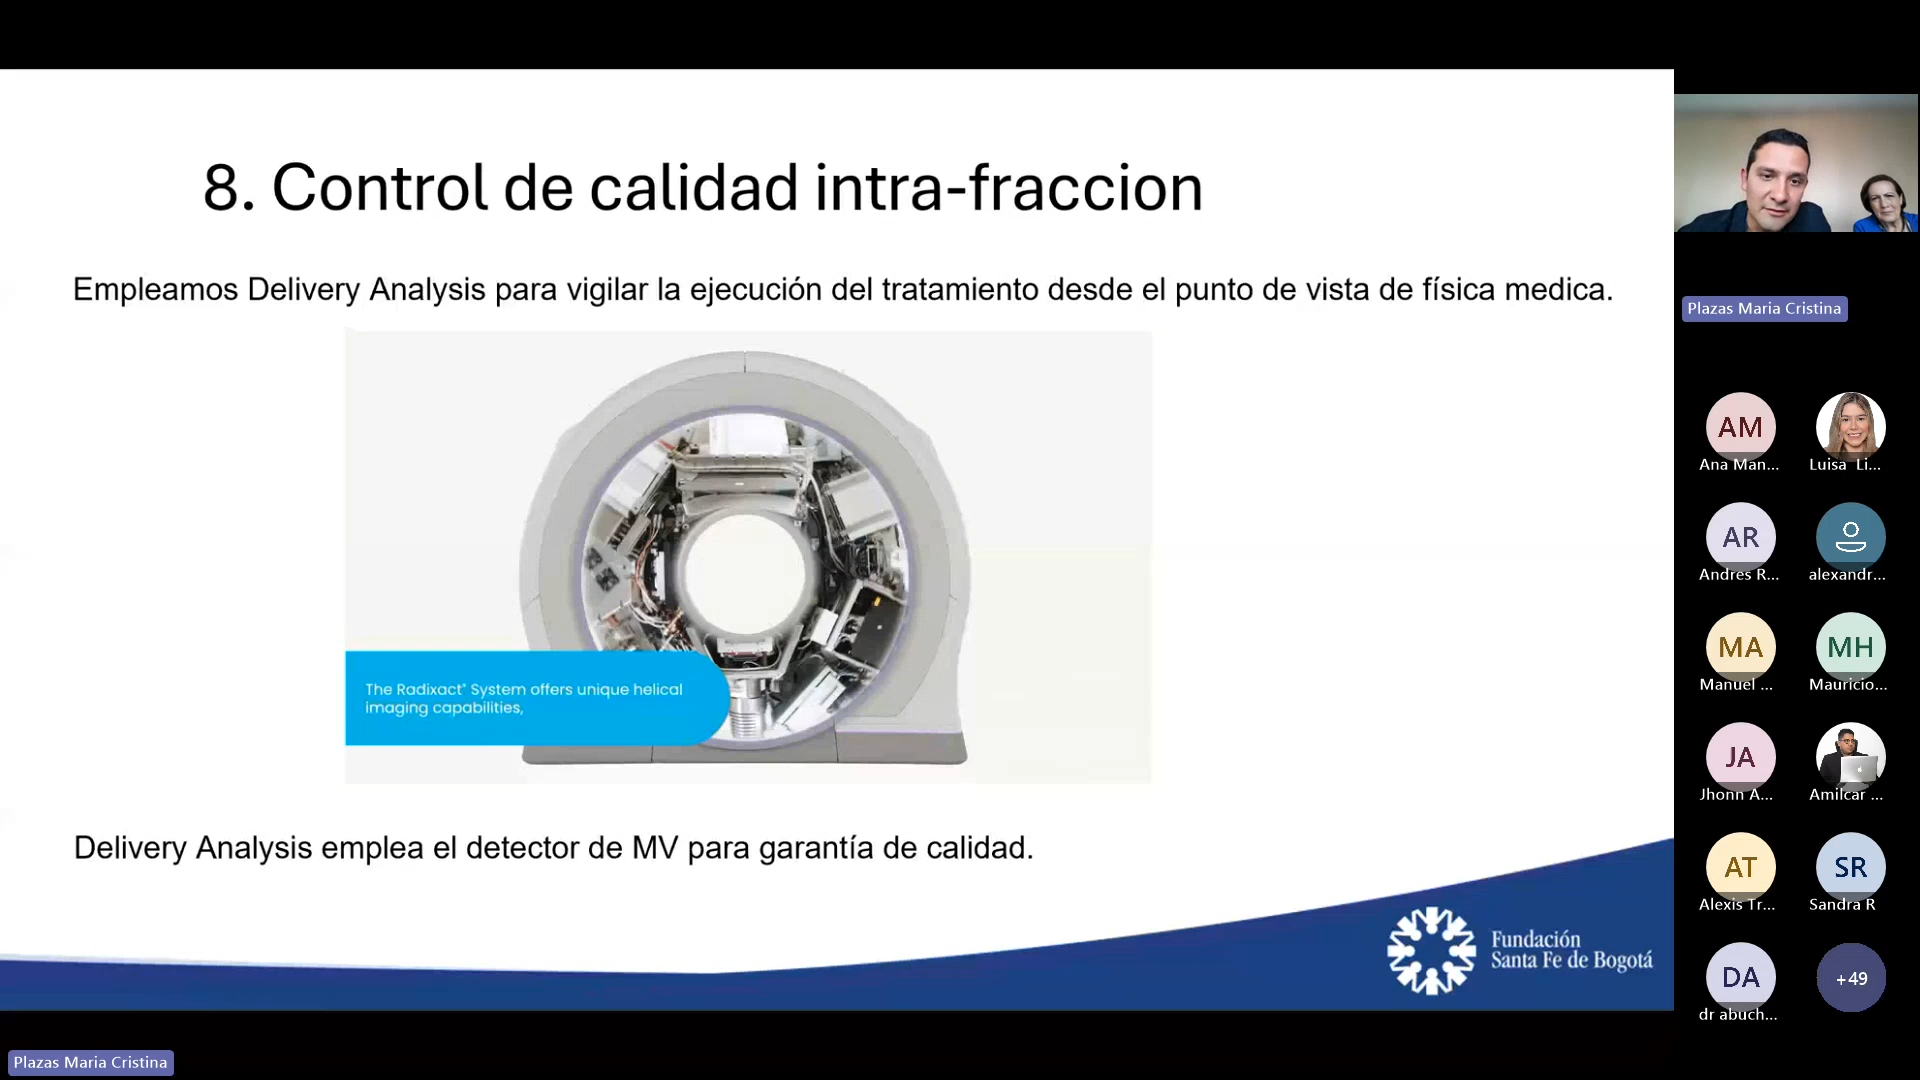 8. Control de calidad intra-fraccion
Empleamos Delivery Analysis para vigilar la ejecución del tratamiento desde el punto de vista de física medica.
The Radixact® System offers unique helical
imaging capabilities,
Delivery Analysis emplea el detector de MV para garantía de calidad.
Fundación
Santa Fe de Bogotá
Plazas Maria Cristina
Plazas Maria Cristina
AM
Ana Man...
Luisa Li...
AR
Andres R...
alexandr...
MA
Manuel ...
MH
Mauricio...
JA
Jhonn A...
Amilcar ...
AT
Alexis Tr...
SR
Sandra R
DA
dr abuch...
+49